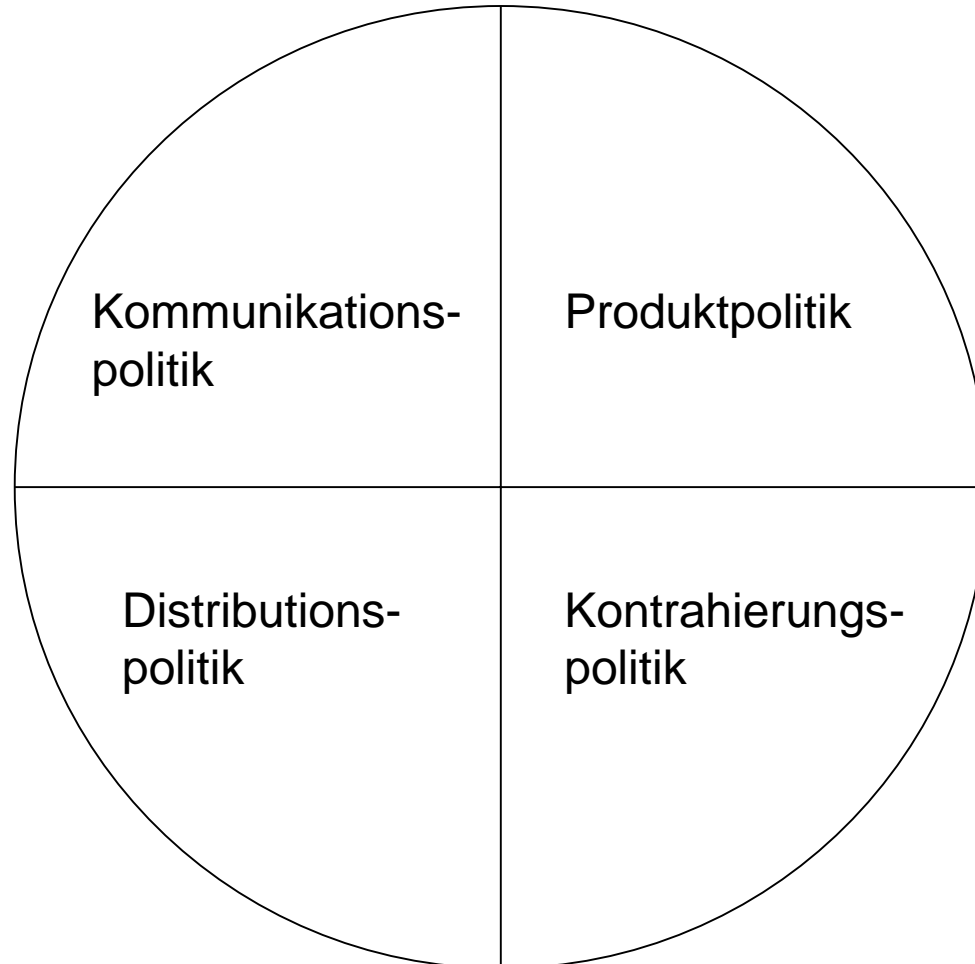 Kommunikations-
politik
Produktpolitik
Distributions-
politik
Kontrahierungs-
politik